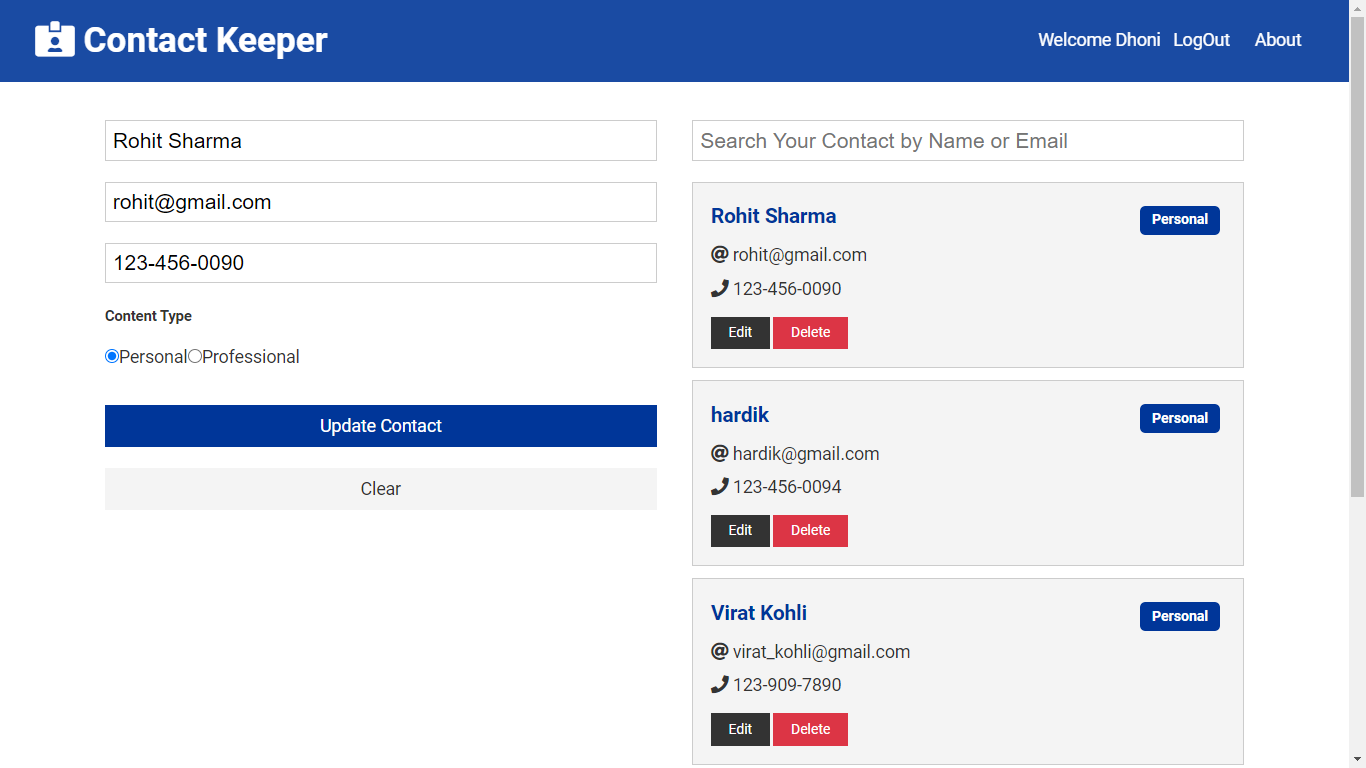 Contact Keeper
Welcome Dhoni LogOut About
Rohit Sharma
rohit@gmail.com
123-456-0090
Content Type
Personal Professional
Update Contact
Clear
Search Your Contact by Name or Email
Rohit Sharma
Personal
rohit@gmail.com
123-456-0090
Edit Delete
hardik
Personal
hardik@gmail.com
123-456-0094
Edit Delete
Virat Kohli
Personal
virat_kohli@gmail.com
123-909-7890
Edit Delete